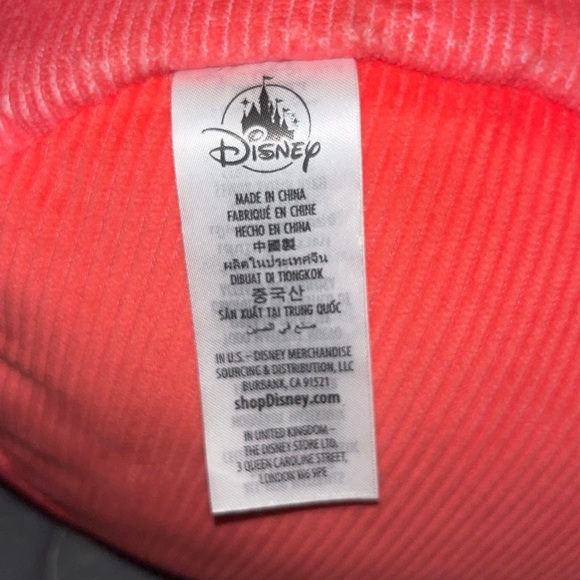 Disney
MADE IN CHINA
FABRIQUÉ EN CHINE
HECHO EN CHINA
中國製
ผลิตในประเทศจีน
DIBUAT DI TIONGKOK
중국산
SẢN XUẤT TẠI TRUNG QUỐC
صنع في الصين
IN U.S. – DISNEY MERCHANDISE
SOURCING & DISTRIBUTION, LLC
BURBANK, CA 91521
shopDisney.com
IN UNITED KINGDOM –
THE DISNEY STORE LTD.
3 QUEEN CAROLINE STREET,
LONDON W6 9PE